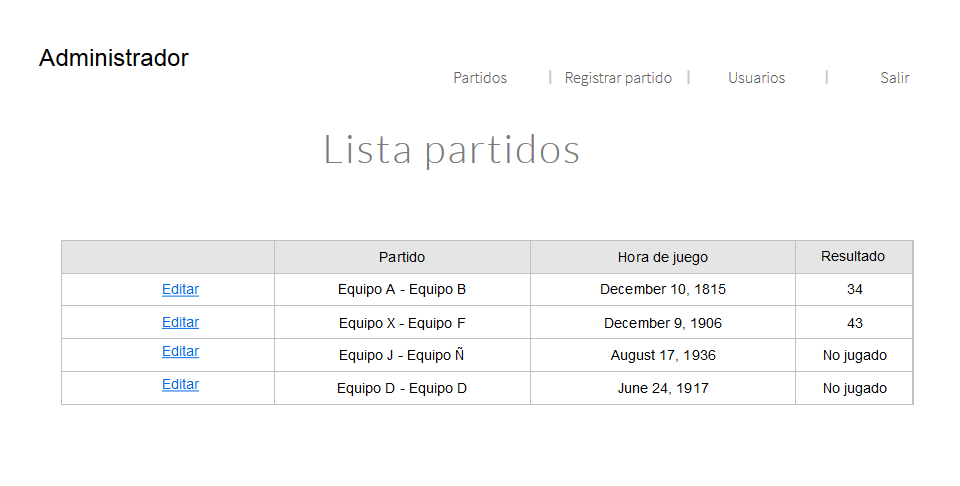 Administrador
Partidos | Registrar partido | Usuarios | Salir
Lista partidos
Partido Hora de juego Resultado
Editar Equipo A - Equipo B December 10, 1815 34
Editar Equipo X - Equipo F December 9, 1906 43
Editar Equipo J - Equipo Ñ August 17, 1936 No jugado
Editar Equipo D - Equipo D June 24, 1917 No jugado